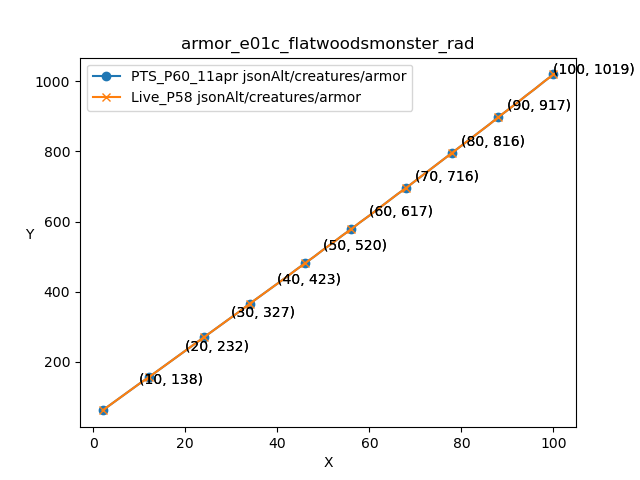 armor_e01c_flatwoodsmonster_rad
PTS_P60_11apr jsonAlt/creatures/armor
Live_P58 jsonAlt/creatures/armor
(100, 1019)
(90, 917)
(80, 816)
(70, 716)
(60, 617)
(50, 520)
(40, 423)
(30, 327)
(20, 232)
(10, 138)
1000
800
600
400
200
Y
0 20 40 60 80 100
X